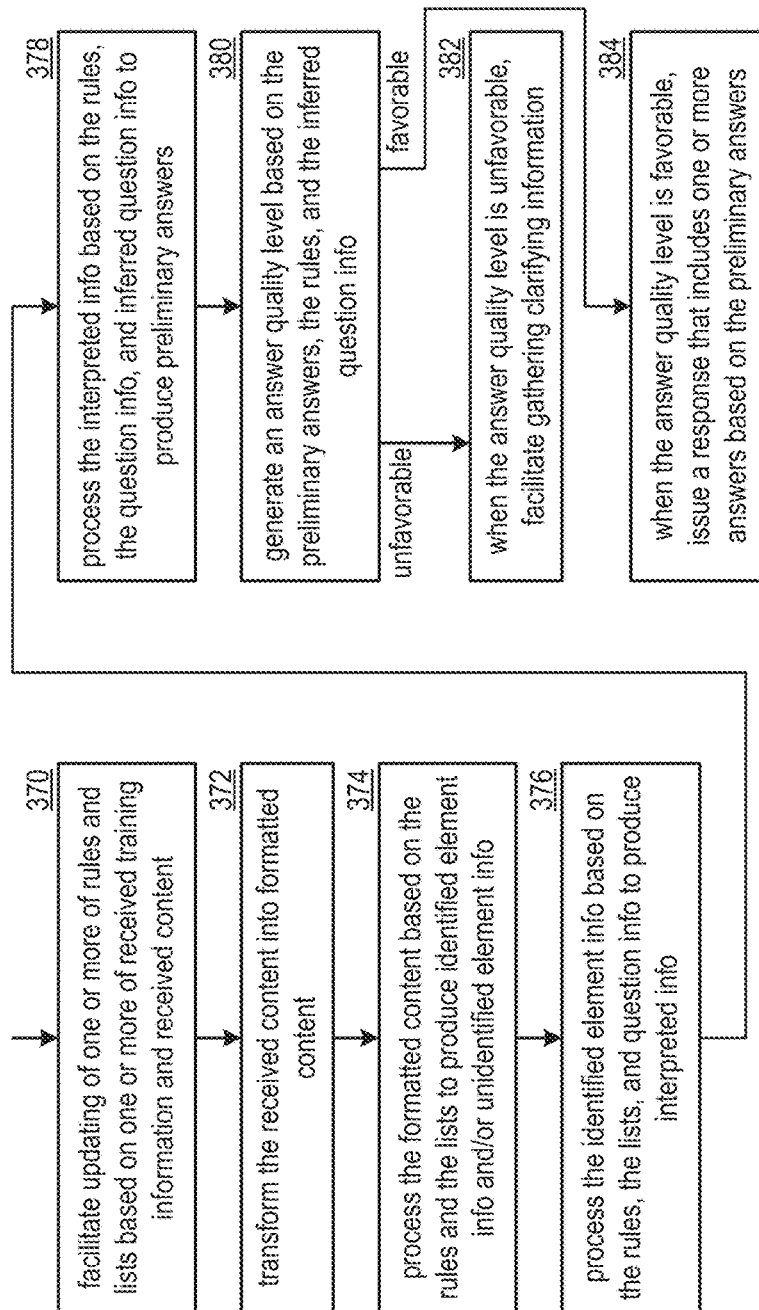 370
facilitate updating of one or more of rules and
lists based on one or more of received training
information and received content
372
transform the received content into formatted
content
374
process the formatted content based on the
rules and the lists to produce identified element
info and/or unidentified element info
376
process the identified element info based on
the rules, the lists, and question info to produce
interpreted info
378
process the interpreted info based on the rules,
the question info, and inferred question info to
produce preliminary answers
380
generate an answer quality level based on the
preliminary answers, the rules, and the inferred
question info
unfavorable
favorable
382
when the answer quality level is unfavorable,
facilitate gathering clarifying information
384
when the answer quality level is favorable,
issue a response that includes one or more
answers based on the preliminary answers